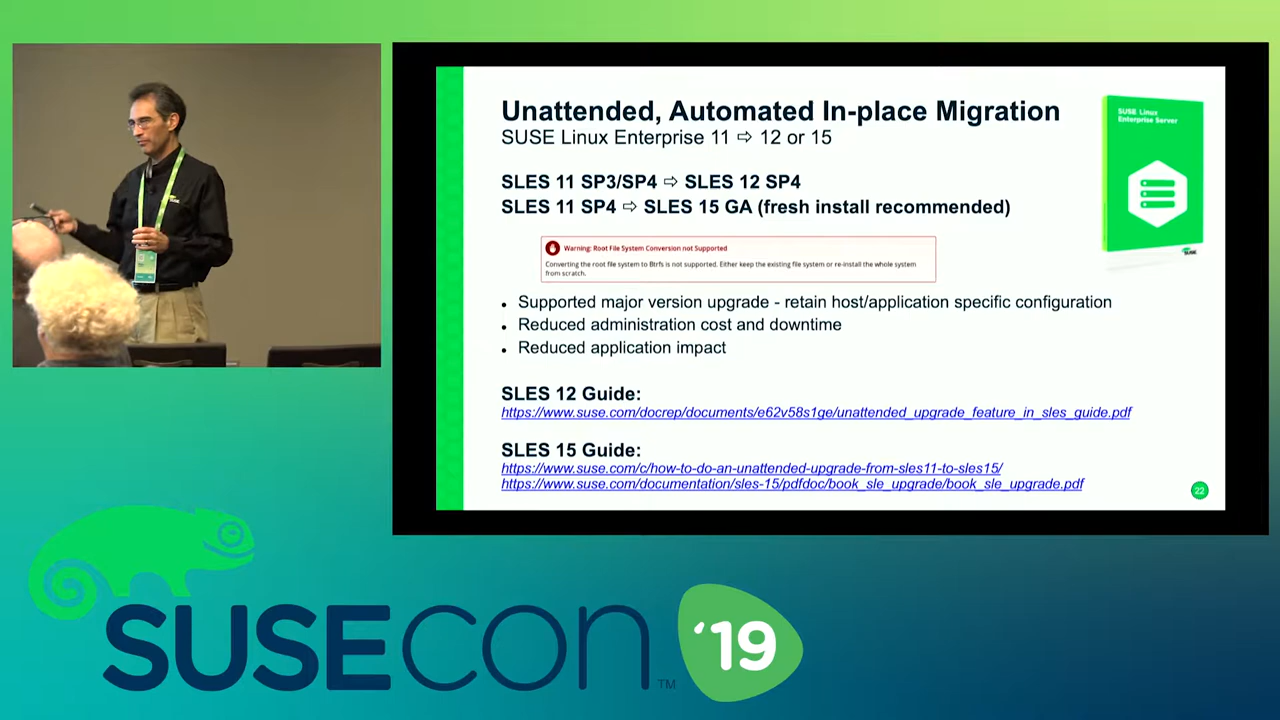 Unattended, Automated In-place Migration
SUSE Linux Enterprise 11 ⇨ 12 or 15
SLES 11 SP3/SP4 ⇨ SLES 12 SP4
SLES 11 SP4 ⇨ SLES 15 GA (fresh install recommended)
Warning: Root File System Conversion not Supported
Converting the root file system to Btrfs is not supported. Either keep the existing file system or re-install the whole system
from scratch.
• Supported major version upgrade - retain host/application specific configuration
• Reduced administration cost and downtime
• Reduced application impact
SLES 12 Guide:
https://www.suse.com/docrep/documents/e62v58s1ge/unattended_upgrade_feature_in_sles_guide.pdf
SLES 15 Guide:
https://www.suse.com/c/how-to-do-an-unattended-upgrade-from-sles11-to-sles15/
https://www.suse.com/documentation/sles-15/pdfdoc/book_sle_upgrade/book_sle_upgrade.pdf
22
SUSE Linux
Enterprise Server
SUSE
SUSECON '19
TM